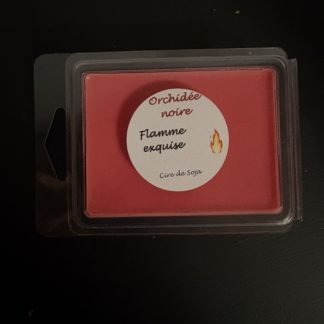 Orchidée
noire
Flamme
exquise
Cire de Soja